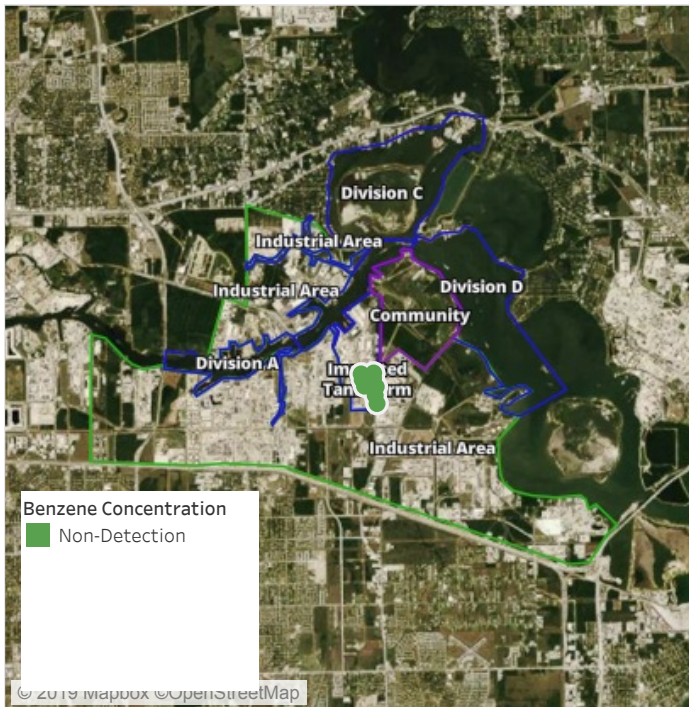 Division C
Industrial Area
Division D
Industrial Area
Community
Division A
Industrial Area
Benzene Concentration
Non-Detection
© 2019 Mapbox ©OpenStreetMap